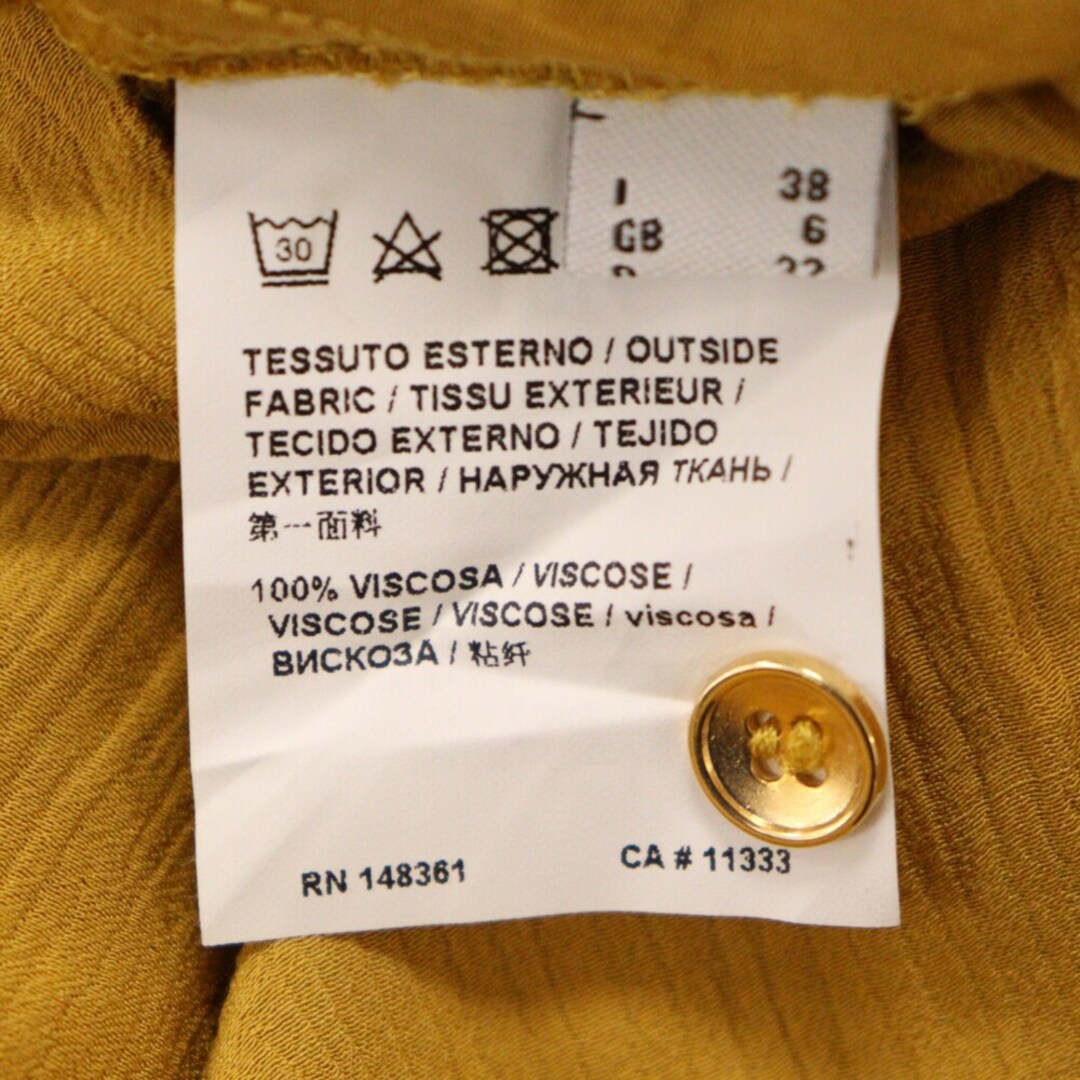 I 38
GB 6
30
TESSUTO ESTERNO / OUTSIDE
FABRIC / TISSU EXTERIEUR /
TECIDO EXTERNO / TEJIDO
EXTERIOR / НАРУЖНАЯ ТКАНЬ /
第一面料
100% VISCOSA / VISCOSE /
VISCOSE / VISCOSE / viscosa /
ВИСКОЗА / 粘纤
RN 148361 CA # 11333